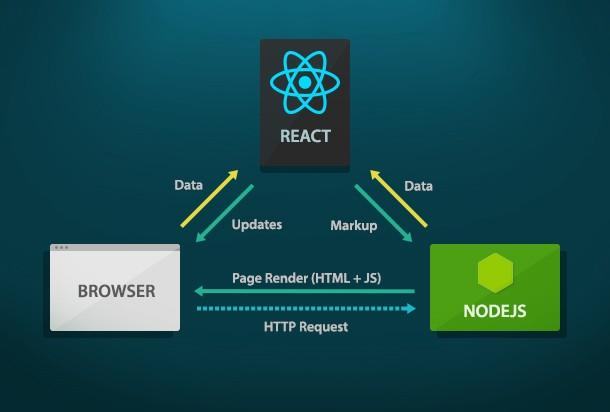 REACT
Data
Data
Updates
Markup
BROWSER
Page Render (HTML + JS)
NODEJS
HTTP Request